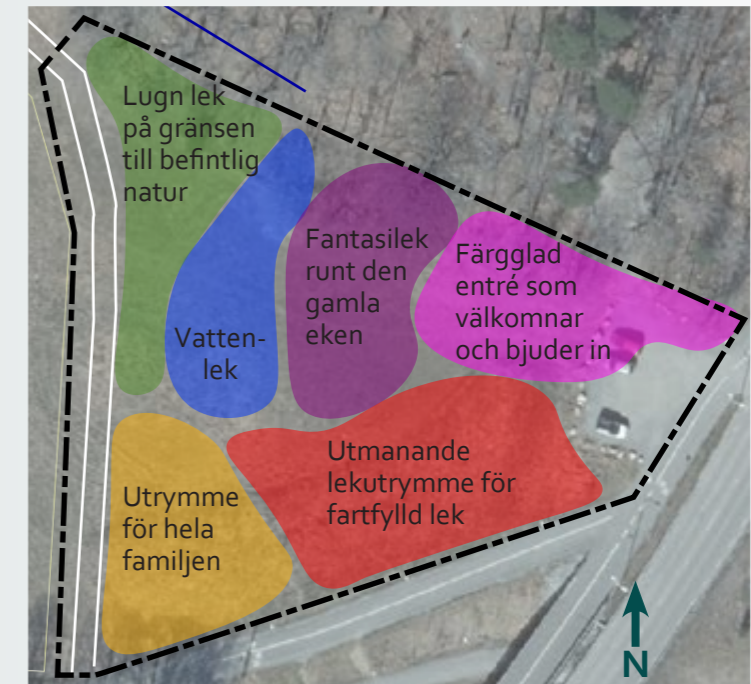 Lugn lek
på gränsen
till befintlig
natur
Vatten-
lek
Fantasilek
runt den
gamla
eken
Färgglad
entré som
välkomnar
och bjuder in
Utrymme
för hela
familjen
Utmanande
lekutrymme för
fartfylld lek
N